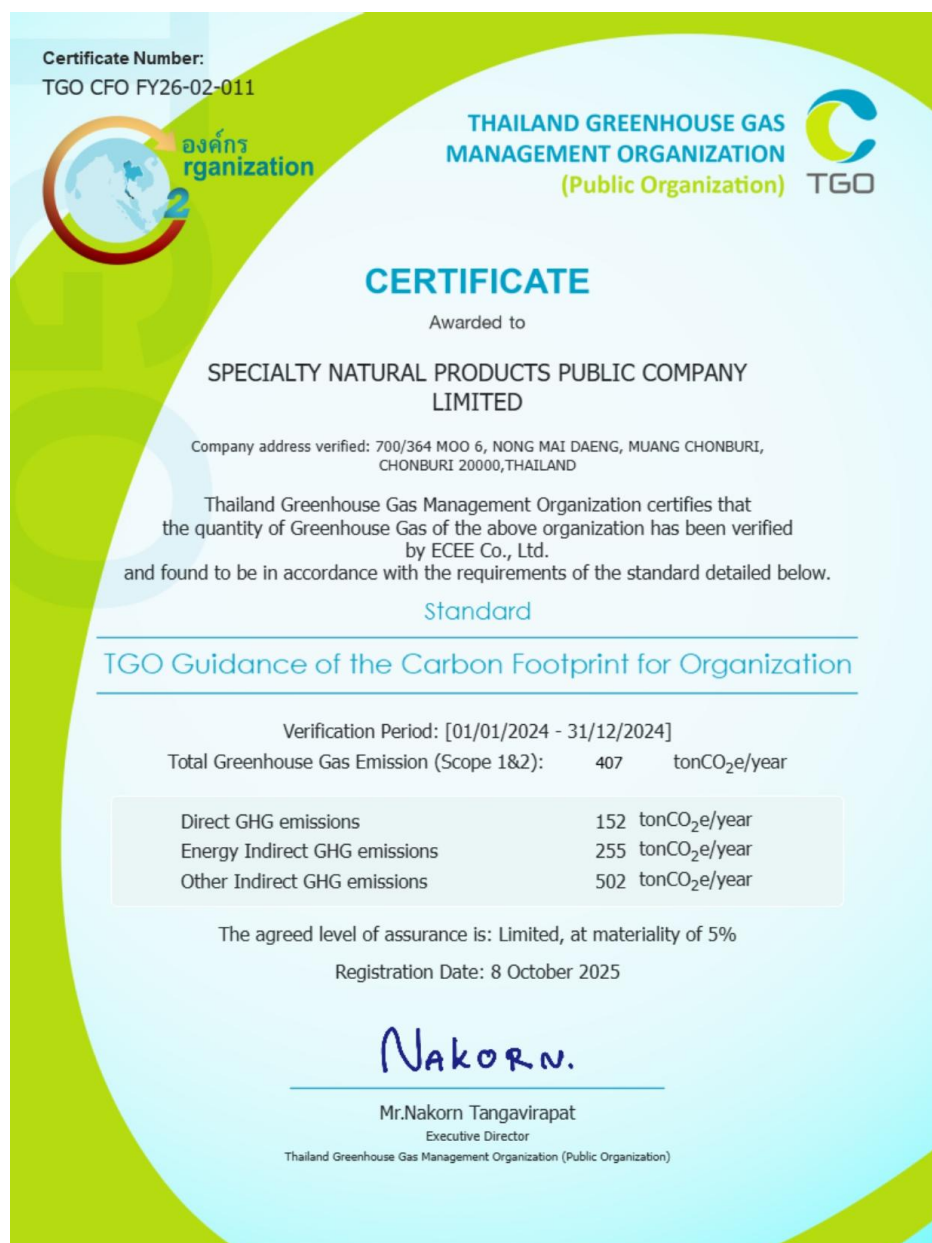 Certificate Number:
TGO CFO FY26-02-011
องค์กร
rganization
2
THAILAND GREENHOUSE GAS
MANAGEMENT ORGANIZATION
(Public Organization)
TGO
CERTIFICATE
Awarded to
SPECIALTY NATURAL PRODUCTS PUBLIC COMPANY
LIMITED
Company address verified: 700/364 MOO 6, NONG MAI DAENG, MUANG CHONBURI,
CHONBURI 20000,THAILAND
Thailand Greenhouse Gas Management Organization certifies that
the quantity of Greenhouse Gas of the above organization has been verified
by ECEE Co., Ltd.
and found to be in accordance with the requirements of the standard detailed below.
Standard
TGO Guidance of the Carbon Footprint for Organization
Verification Period: [01/01/2024 - 31/12/2024]
Total Greenhouse Gas Emission (Scope 1&2): 407 tonCO₂e/year
Direct GHG emissions 152 tonCO₂e/year
Energy Indirect GHG emissions 255 tonCO₂e/year
Other Indirect GHG emissions 502 tonCO₂e/year
The agreed level of assurance is: Limited, at materiality of 5%
Registration Date: 8 October 2025
NAKORN.
Mr.Nakorn Tangavirapat
Executive Director
Thailand Greenhouse Gas Management Organization (Public Organization)
TGO